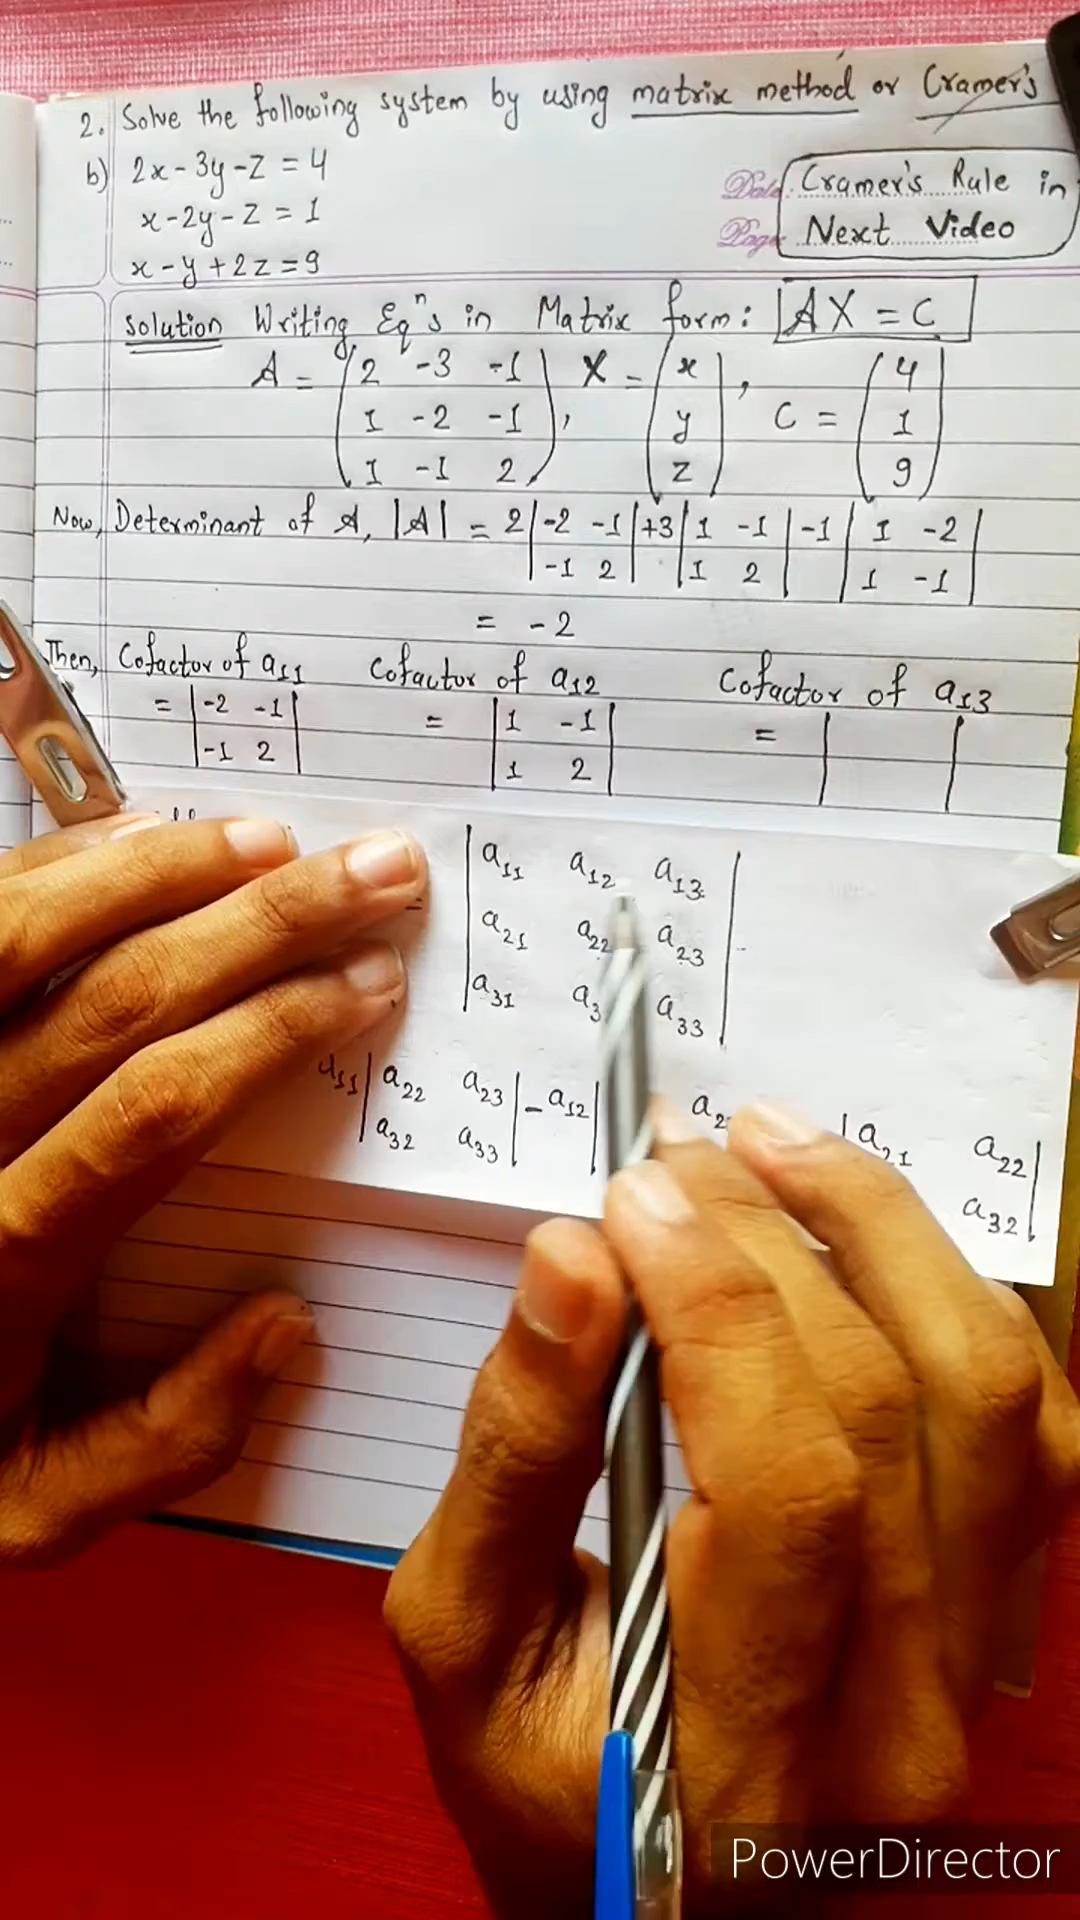 2. Solve the following system by using matrix method or Cramer's
b) 2x - 3y - z = 4
x - 2y - z = 1
x - y + 2z = 9
Date.
Page
Cramer's Rule in
Next Video
Solution Writing Eqⁿs in Matrix form: AX = C
A = (2 -3 -1
1 -2 -1
1 -1 2), X = (x
y
z), C = (4
1
9)
Now, Determinant of A, |A| = 2|-2 -1| +3|1 -1| -1|1 -2|
|-1 2| |1 2| |1 -1|
= -2
Then, Cofactor of a11 Cofactor of a12 Cofactor of a13
= |-2 -1| = |1 -1| = | |
|-1 2| |1 2|
|a11 a12 a13|
|a21 a22 a23|
|a31 a3 a33|
a11|a22 a23| - a12| a2 |a21 a22|
|a32 a33| a32|
PowerDirector